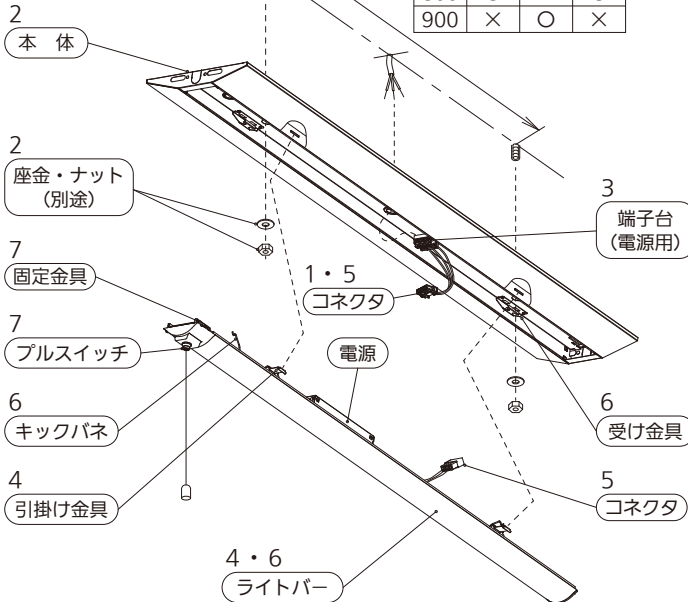 900 × ○ ×
2
本 体
2
座金・ナット
(別途)
3
端子台
(電源用)
1・5
コネクタ
7
固定金具
7
プルスイッチ
電源
6
キックバネ
6
受け金具
4
引掛け金具
5
コネクタ
4・6
ライトバー